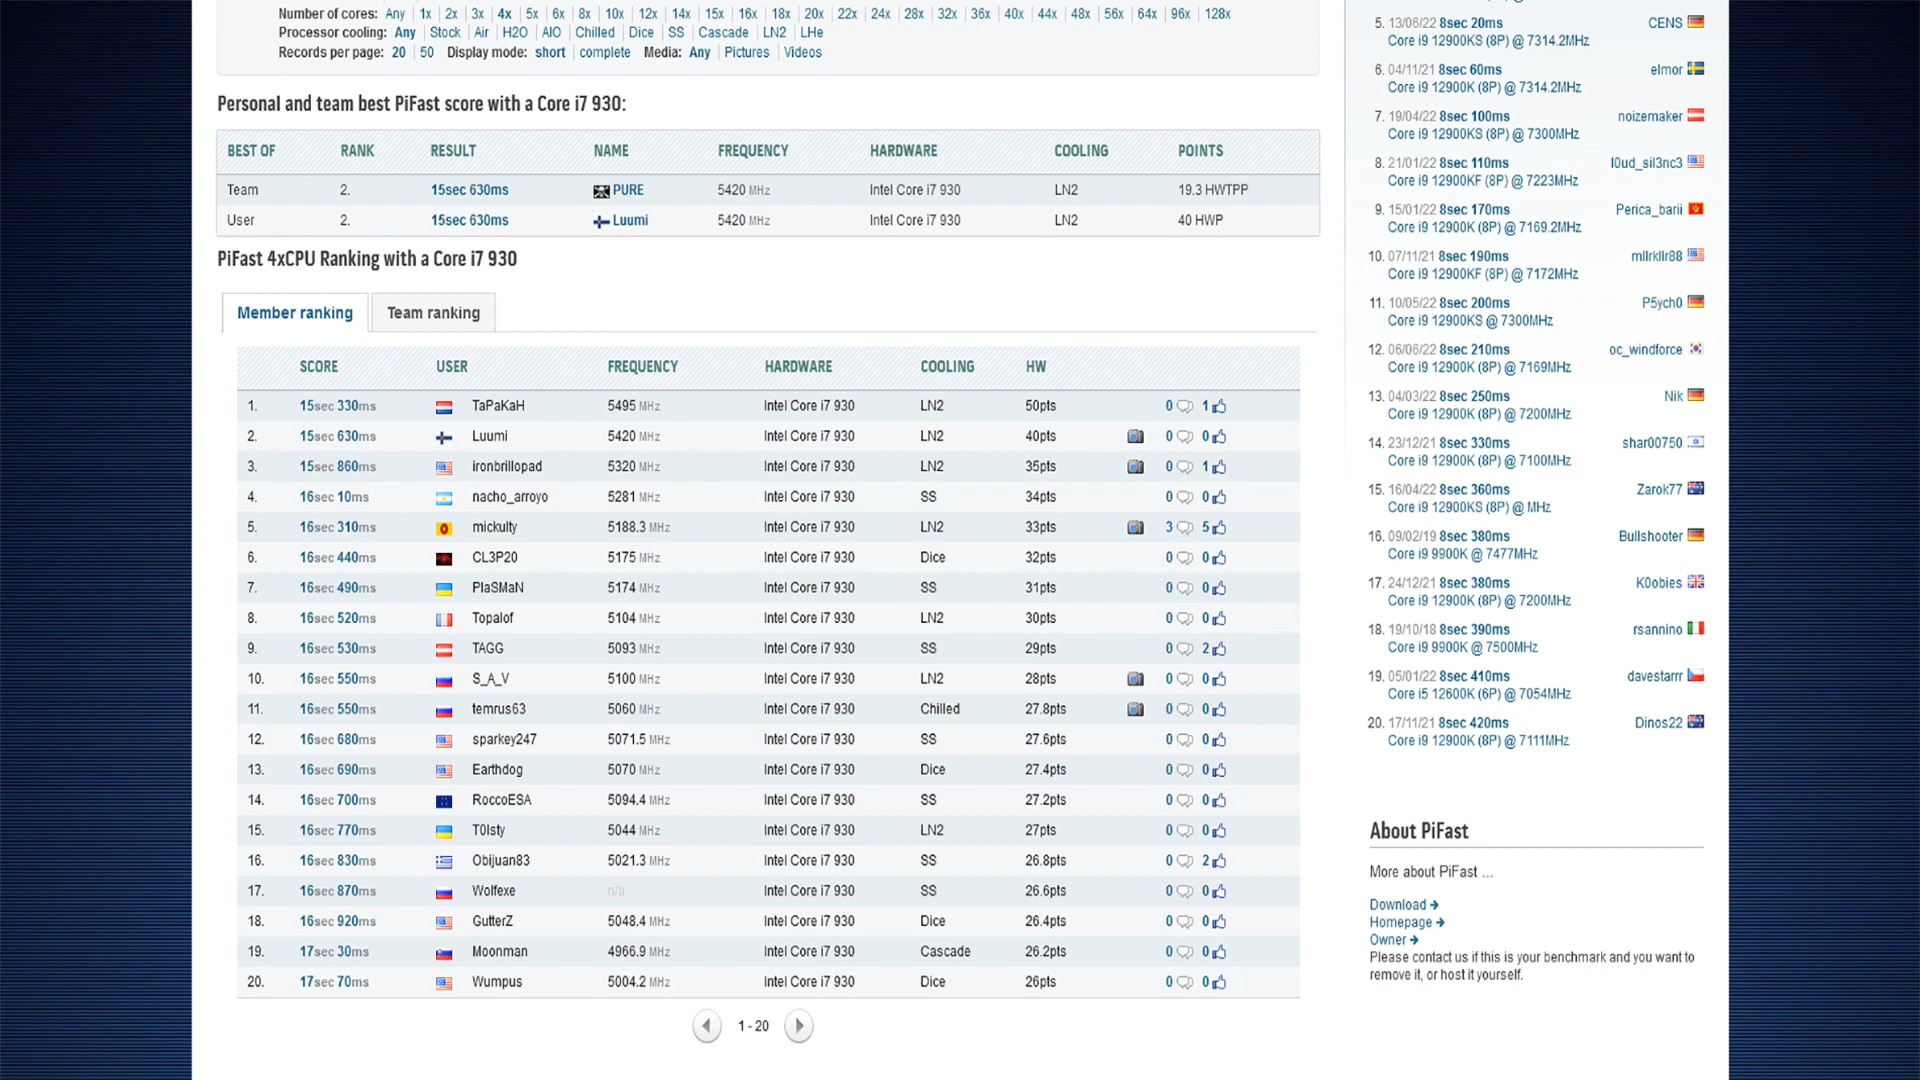 Number of cores: Any 1x 2x 3x 4x 5x 6x 8x 10x 12x 14x 15x 16x 18x 20x 22x 24x 28x 32x 36x 40x 44x 48x 56x 64x 96x 128x
Processor cooling: Any Stock Air H2O AIO Chilled Dice SS Cascade LN2 LHe
Records per page: 20 50 Display mode: short complete Media: Any Pictures Videos
Personal and team best PiFast score with a Core i7 930:
BEST OF RANK RESULT NAME FREQUENCY HARDWARE COOLING POINTS
Team 2. 15sec 630ms PURE 5420 MHz Intel Core i7 930 LN2 19.3 HWTPP
User 2. 15sec 630ms Luumi 5420 MHz Intel Core i7 930 LN2 40 HWP
PiFast 4xCPU Ranking with a Core i7 930
Member ranking Team ranking
SCORE USER FREQUENCY HARDWARE COOLING HW
1. 15sec 330ms TaPaKaH 5495 MHz Intel Core i7 930 LN2 50pts 0 1
2. 15sec 630ms Luumi 5420 MHz Intel Core i7 930 LN2 40pts 0 0
3. 15sec 860ms ironbrillopad 5320 MHz Intel Core i7 930 LN2 35pts 0 1
4. 16sec 10ms nacho_arroyo 5281 MHz Intel Core i7 930 SS 34pts 0 0
5. 16sec 310ms mickulty 5188.3 MHz Intel Core i7 930 LN2 33pts 3 5
6. 16sec 440ms CL3P20 5175 MHz Intel Core i7 930 Dice 32pts 0 0
7. 16sec 490ms PlaSMaN 5174 MHz Intel Core i7 930 SS 31pts 0 0
8. 16sec 520ms Topalof 5104 MHz Intel Core i7 930 LN2 30pts 0 0
9. 16sec 530ms TAGG 5093 MHz Intel Core i7 930 SS 29pts 0 2
10. 16sec 550ms S_A_V 5100 MHz Intel Core i7 930 LN2 28pts 0 0
11. 16sec 550ms temrus63 5060 MHz Intel Core i7 930 Chilled 27.8pts 0 0
12. 16sec 680ms sparkey247 5071.5 MHz Intel Core i7 930 SS 27.6pts 0 0
13. 16sec 690ms Earthdog 5070 MHz Intel Core i7 930 Dice 27.4pts 0 0
14. 16sec 700ms RoccoESA 5094.4 MHz Intel Core i7 930 SS 27.2pts 0 0
15. 16sec 770ms T0lsty 5044 MHz Intel Core i7 930 LN2 27pts 0 0
16. 16sec 830ms Obijuan83 5021.3 MHz Intel Core i7 930 SS 26.8pts 0 2
17. 16sec 870ms Wolfexe n/a Intel Core i7 930 SS 26.6pts 0 0
18. 16sec 920ms GutterZ 5048.4 MHz Intel Core i7 930 Dice 26.4pts 0 0
19. 17sec 30ms Moonman 4966.9 MHz Intel Core i7 930 Cascade 26.2pts 0 0
20. 17sec 70ms Wumpus 5004.2 MHz Intel Core i7 930 Dice 26pts 0 0
1 - 20
5. 13/06/22 8sec 20ms CENS
Core i9 12900KS (8P) @ 7314.2MHz
6. 04/11/21 8sec 60ms elmor
Core i9 12900K (8P) @ 7314.2MHz
7. 19/04/22 8sec 100ms noizemaker
Core i9 12900KS (8P) @ 7300MHz
8. 21/01/22 8sec 110ms l0ud_sil3nc3
Core i9 12900KF (8P) @ 7223MHz
9. 15/01/22 8sec 170ms Perica_barii
Core i9 12900K (8P) @ 7169.2MHz
10. 07/11/21 8sec 190ms mllrkllr88
Core i9 12900KF (8P) @ 7172MHz
11. 10/05/22 8sec 200ms P5ych0
Core i9 12900KS @ 7300MHz
12. 06/06/22 8sec 210ms oc_windforce
Core i9 12900K (8P) @ 7169MHz
13. 04/03/22 8sec 250ms Nik
Core i9 12900K (8P) @ 7200MHz
14. 23/12/21 8sec 330ms shar00750
Core i9 12900K (8P) @ 7100MHz
15. 16/04/22 8sec 360ms Zarok77
Core i9 12900KS (8P) @ MHz
16. 09/02/19 8sec 380ms Bullshooter
Core i9 9900K @ 7477MHz
17. 24/12/21 8sec 380ms K0obies
Core i9 12900K (8P) @ 7200MHz
18. 19/10/18 8sec 390ms rsannino
Core i9 9900K @ 7500MHz
19. 05/01/22 8sec 410ms davestarrr
Core i5 12600K (6P) @ 7054MHz
20. 17/11/21 8sec 420ms Dinos22
Core i9 12900K (8P) @ 7111MHz
About PiFast
More about PiFast ...
Download
Homepage
Owner
Please contact us if this is your benchmark and you want to
remove it, or host it yourself.